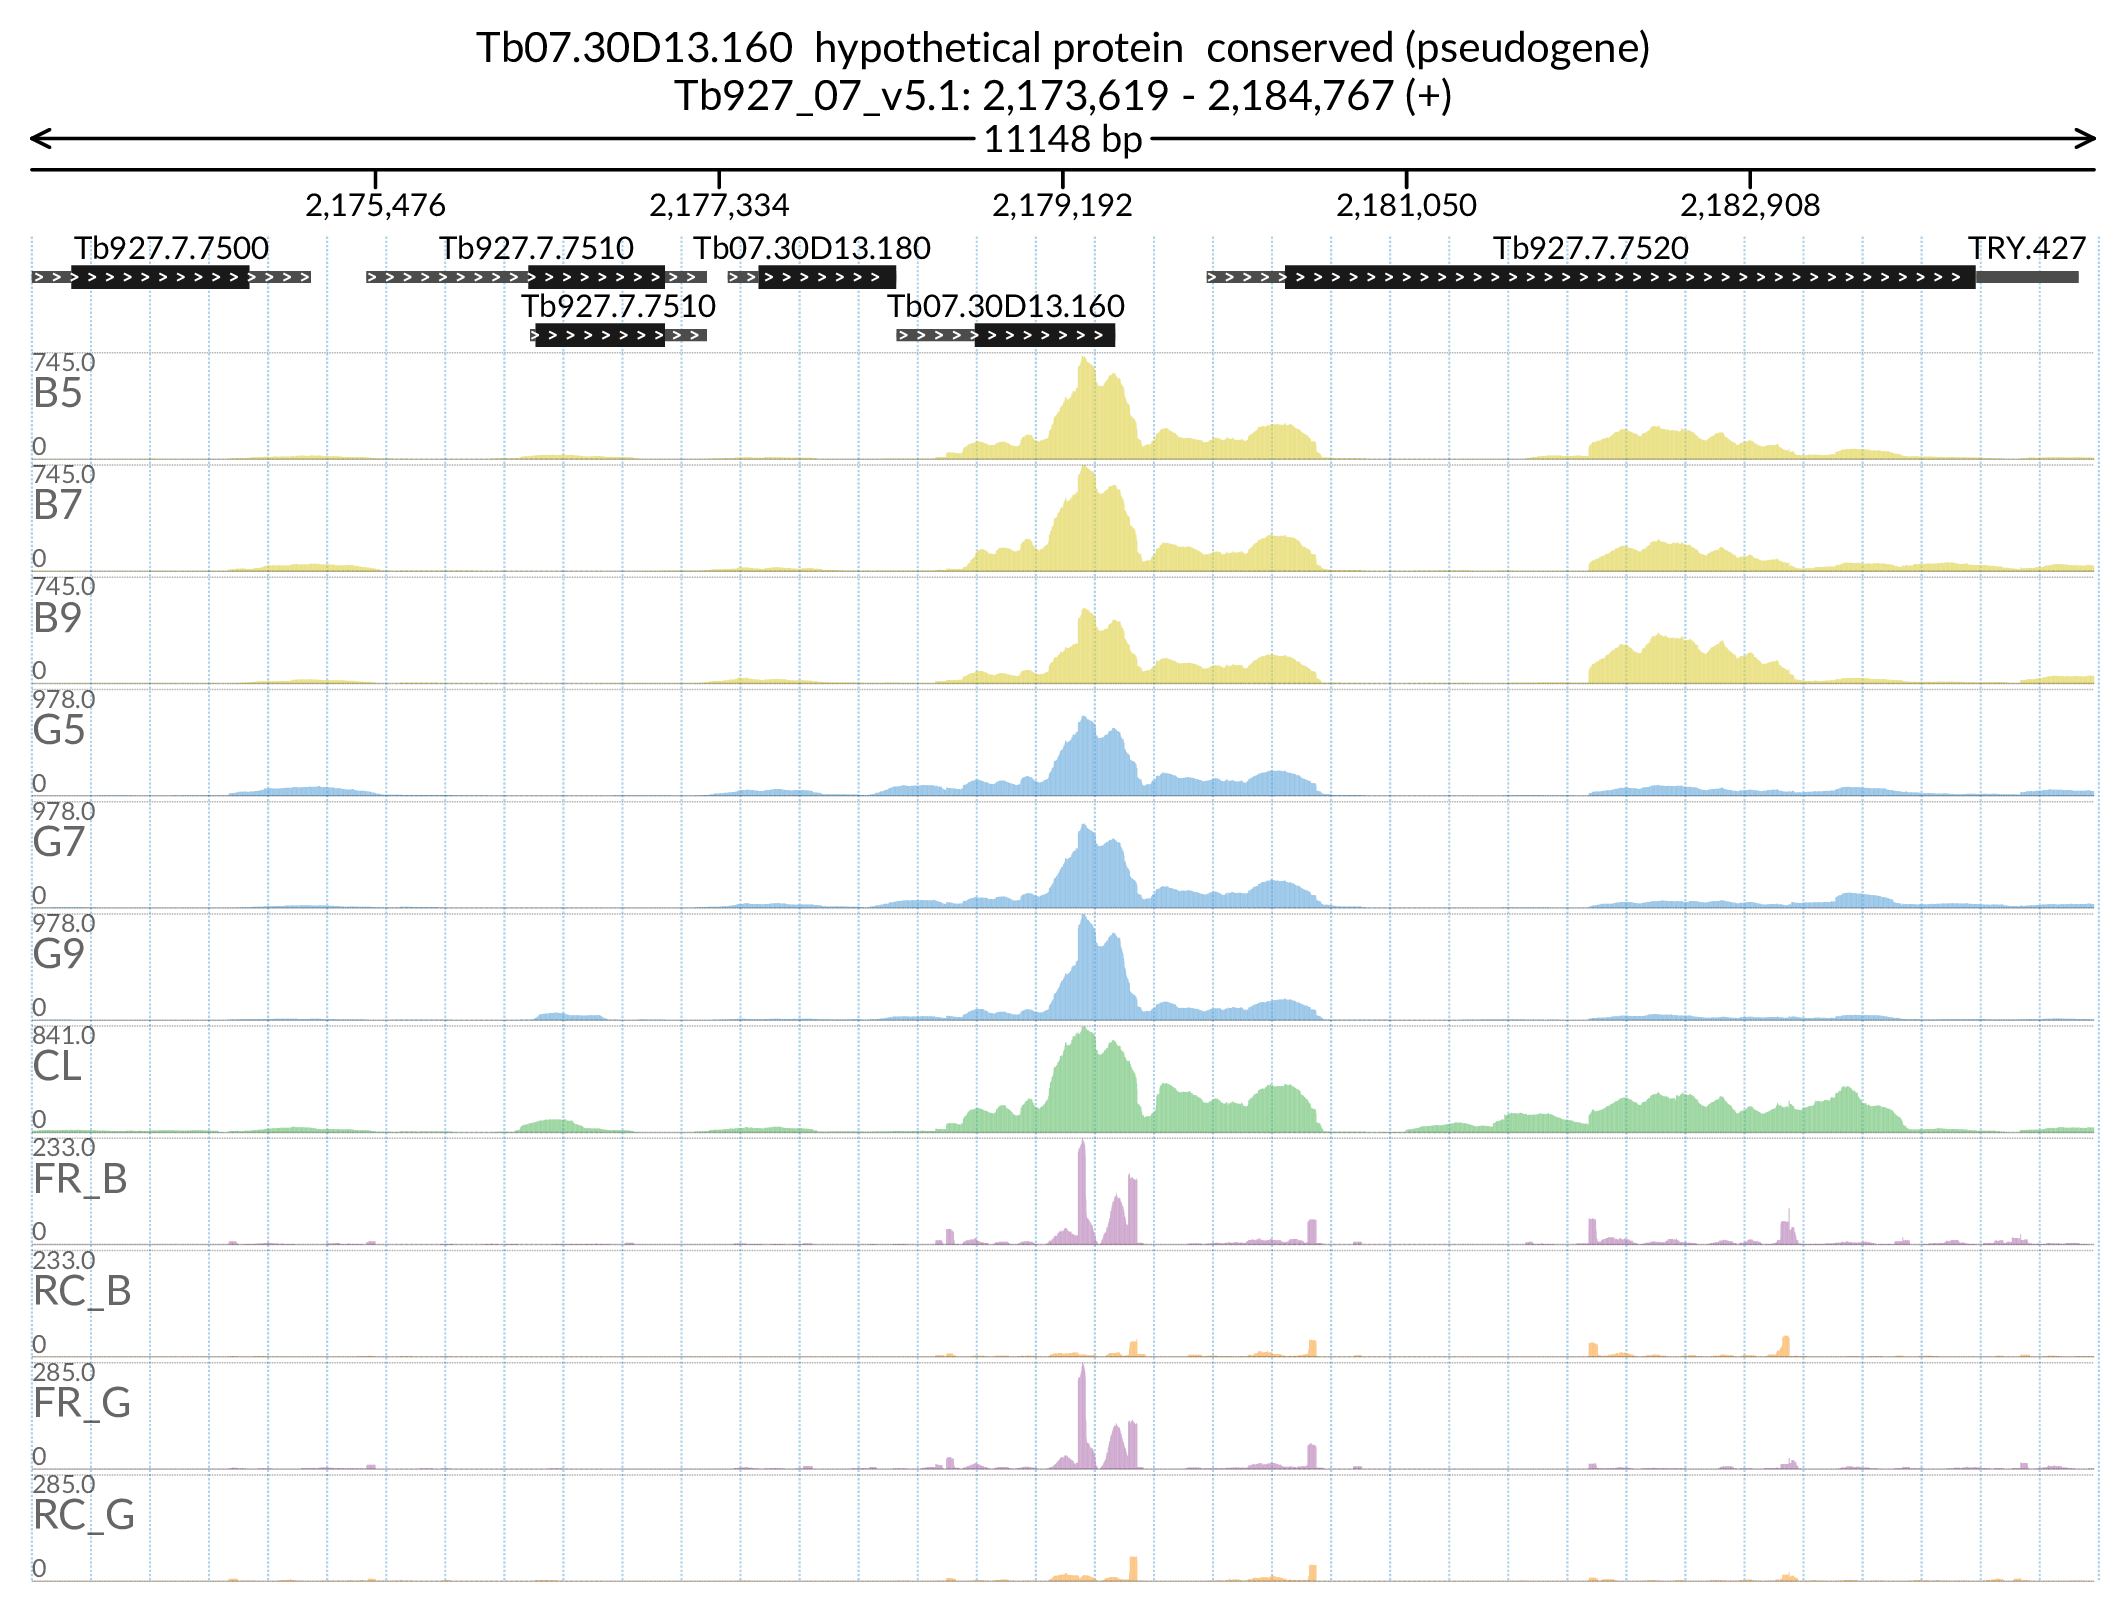 Tb07.30D13.160  hypothetical protein  conserved (pseudogene)
Tb927_07_v5.1: 2,173,619 - 2,184,767 (+)
11148 bp
2,175,476 2,177,334 2,179,192 2,181,050 2,182,908
Tb927.7.7500 Tb927.7.7510 Tb07.30D13.180 Tb927.7.7520 TRY.427
Tb927.7.7510 Tb07.30D13.160
745.0
B5
0
745.0
B7
0
745.0
B9
0
978.0
G5
0
978.0
G7
0
978.0
G9
0
841.0
CL
0
233.0
FR_B
0
233.0
RC_B
0
285.0
FR_G
0
285.0
RC_G
0